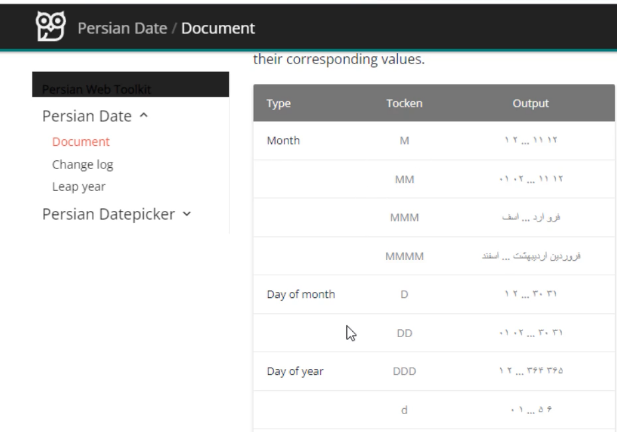 Persian Date / Document
their corresponding values.
Persian Web Toolkit
Persian Date
Document
Change log
Leap year
Persian Datepicker
Type Tocken Output
Month M ۱ ۲ ... ۱۱ ۱۲
MM ۰۱ ۰۲ ... ۱۱ ۱۲
MMM فرو ارد ... اسف
MMMM فروردین اردیبهشت ... اسفند
Day of month D ۱ ۲ ... ۳۰ ۳۱
DD ۰۱ ۰۲ ... ۳۰ ۳۱
Day of year DDD ۱ ۲ ... ۳۶۴ ۳۶۵
d ۰ ۱ ... ۵ ۶